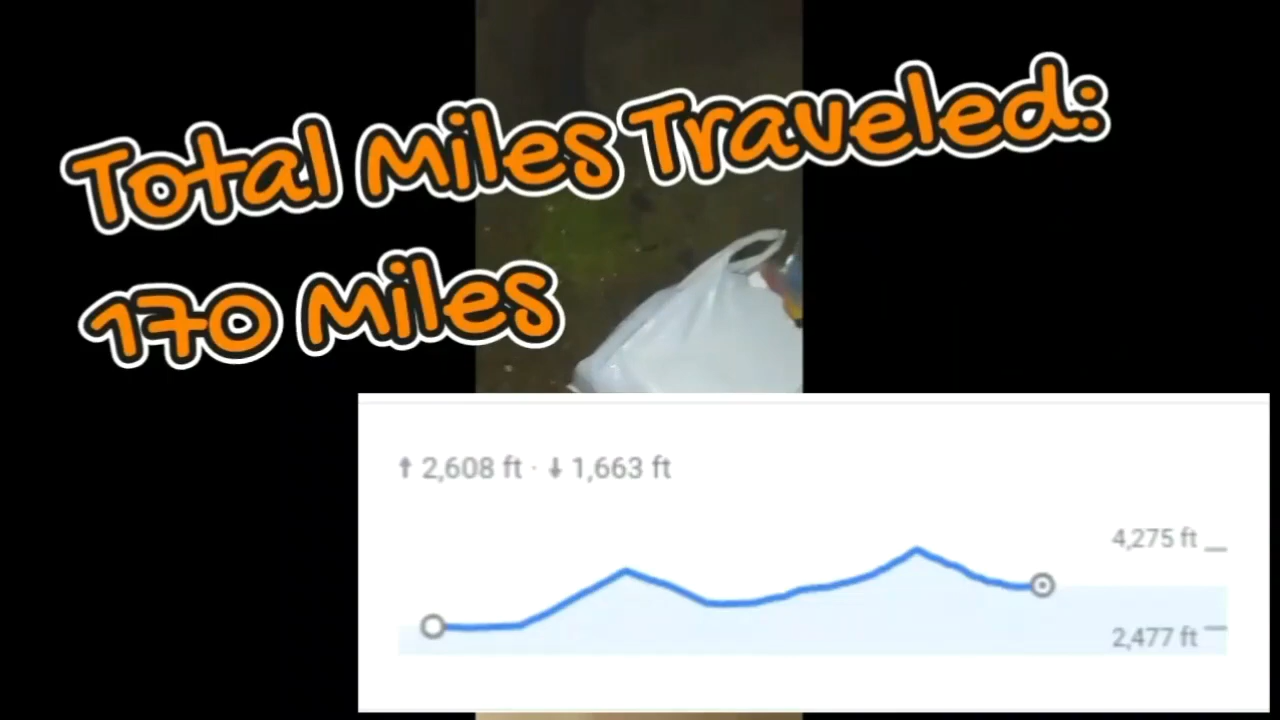 Total Miles Traveled:
170 Miles
↑ 2,608 ft · ↓ 1,663 ft
4,275 ft
2,477 ft